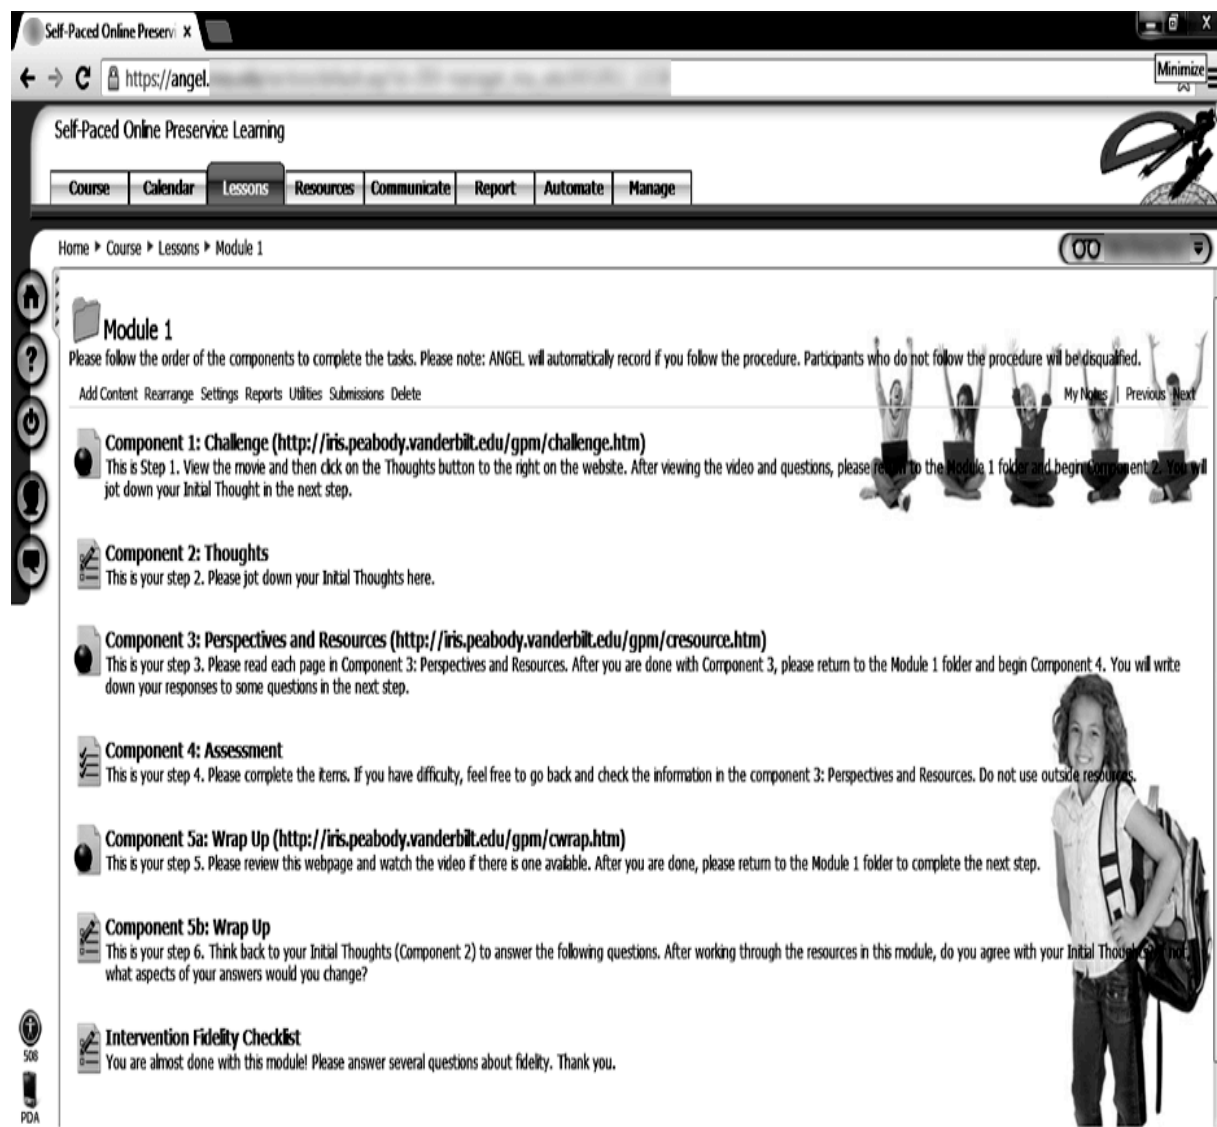 Self-Paced Online Preservi x
https://angel.
Minimize
Self-Paced Online Preservice Learning
Course Calendar Lessons Resources Communicate Report Automate Manage
Home Course Lessons Module 1
Module 1
Please follow the order of the components to complete the tasks. Please note: ANGEL will automatically record if you follow the procedure. Participants who do not follow the procedure will be disqualified.
Add Content Rearrange Settings Reports Utilities Submissions Delete My Notes | Previous Next
Component 1: Challenge (http://iris.peabody.vanderbilt.edu/gpm/challenge.htm)
This is Step 1. View the movie and then click on the Thoughts button to the right on the website. After viewing the video and questions, please return to the Module 1 folder and begin Component 2. You will
jot down your Initial Thought in the next step.
Component 2: Thoughts
This is your step 2. Please jot down your Initial Thoughts here.
Component 3: Perspectives and Resources (http://iris.peabody.vanderbilt.edu/gpm/cresource.htm)
This is your step 3. Please read each page in Component 3: Perspectives and Resources. After you are done with Component 3, please return to the Module 1 folder and begin Component 4. You will write
down your responses to some questions in the next step.
Component 4: Assessment
This is your step 4. Please complete the items. If you have difficulty, feel free to go back and check the information in the component 3: Perspectives and Resources. Do not use outside resources.
Component 5a: Wrap Up (http://iris.peabody.vanderbilt.edu/gpm/cwrap.htm)
This is your step 5. Please review this webpage and watch the video if there is one available. After you are done, please return to the Module 1 folder to complete the next step.
Component 5b: Wrap Up
This is your step 6. Think back to your Initial Thoughts (Component 2) to answer the following questions. After working through the resources in this module, do you agree with your Initial Thoughts? If not,
what aspects of your answers would you change?
Intervention Fidelity Checklist
You are almost done with this module! Please answer several questions about fidelity. Thank you.
508
PDA